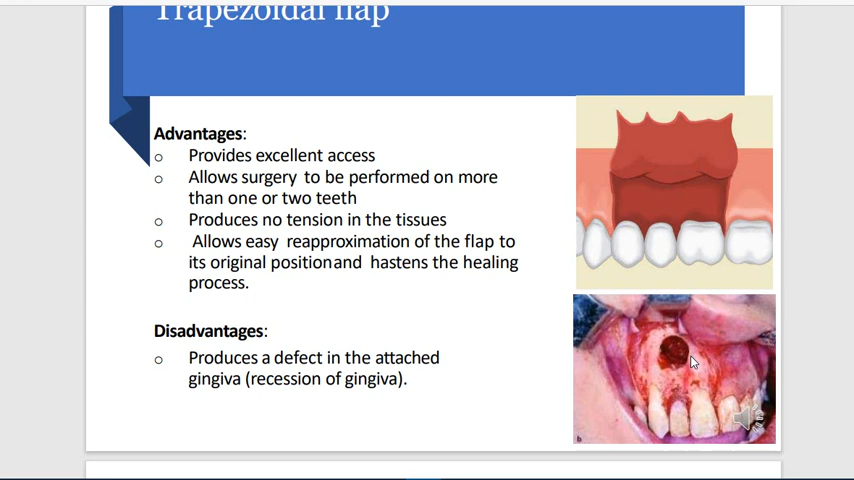 Trapezoidal flap
Advantages:
o Provides excellent access
o Allows surgery to be performed on more
than one or two teeth
o Produces no tension in the tissues
o Allows easy reapproximation of the flap to
its original positionand hastens the healing
process.
Disadvantages:
o Produces a defect in the attached
gingiva (recession of gingiva).
b